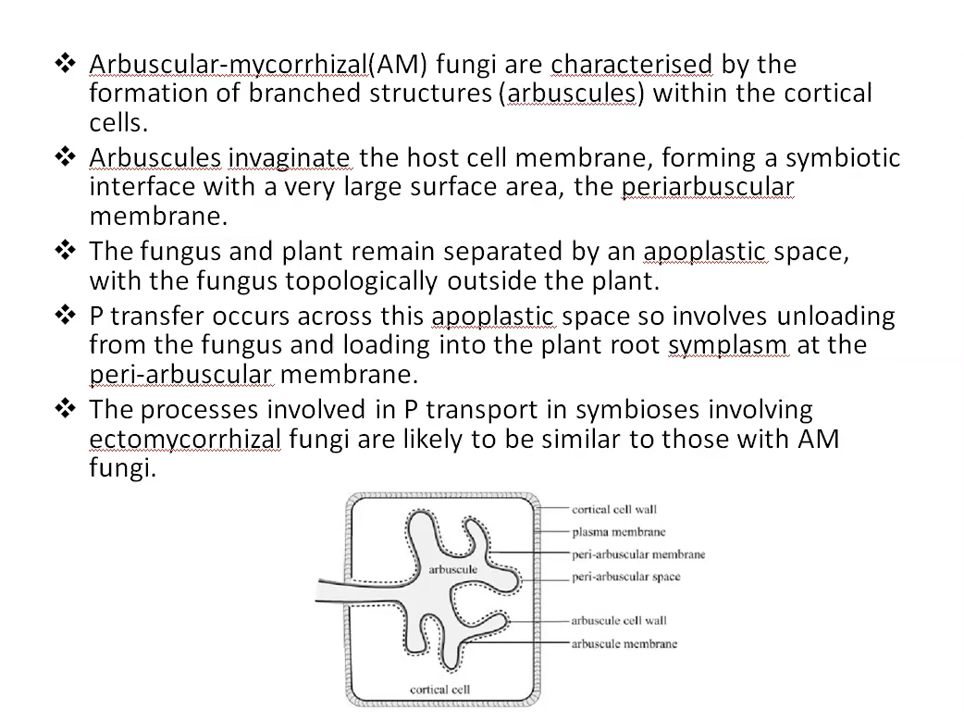 ❖ Arbuscular-mycorrhizal(AM) fungi are characterised by the
formation of branched structures (arbuscules) within the cortical
cells.
❖ Arbuscules invaginate the host cell membrane, forming a symbiotic
interface with a very large surface area, the periarbuscular
membrane.
❖ The fungus and plant remain separated by an apoplastic space,
with the fungus topologically outside the plant.
❖ P transfer occurs across this apoplastic space so involves unloading
from the fungus and loading into the plant root symplasm at the
peri-arbuscular membrane.
❖ The processes involved in P transport in symbioses involving
ectomycorrhizal fungi are likely to be similar to those with AM
fungi.
cortical cell wall
plasma membrane
peri-arbuscular membrane
arbuscule
peri-arbuscular space
arbuscule cell wall
arbuscule membrane
cortical cell